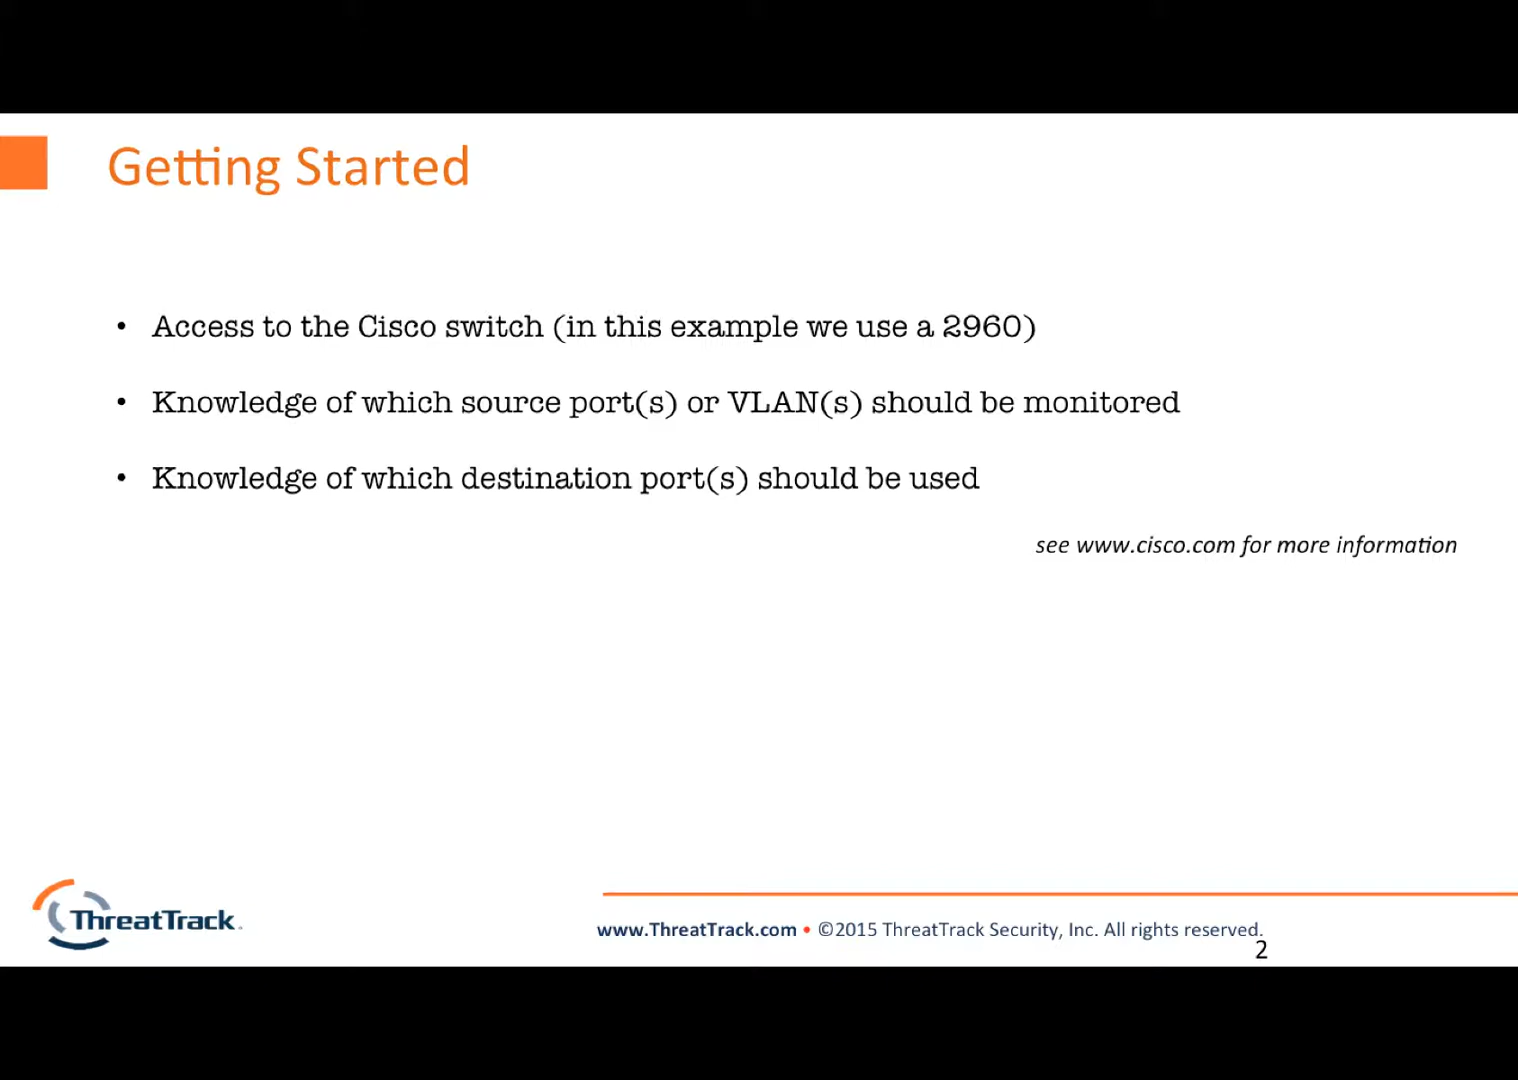 Getting Started
• Access to the Cisco switch (in this example we use a 2960)
• Knowledge of which source port(s) or VLAN(s) should be monitored
• Knowledge of which destination port(s) should be used
see www.cisco.com for more information
ThreatTrack
www.ThreatTrack.com • ©2015 ThreatTrack Security, Inc. All rights reserved.
2